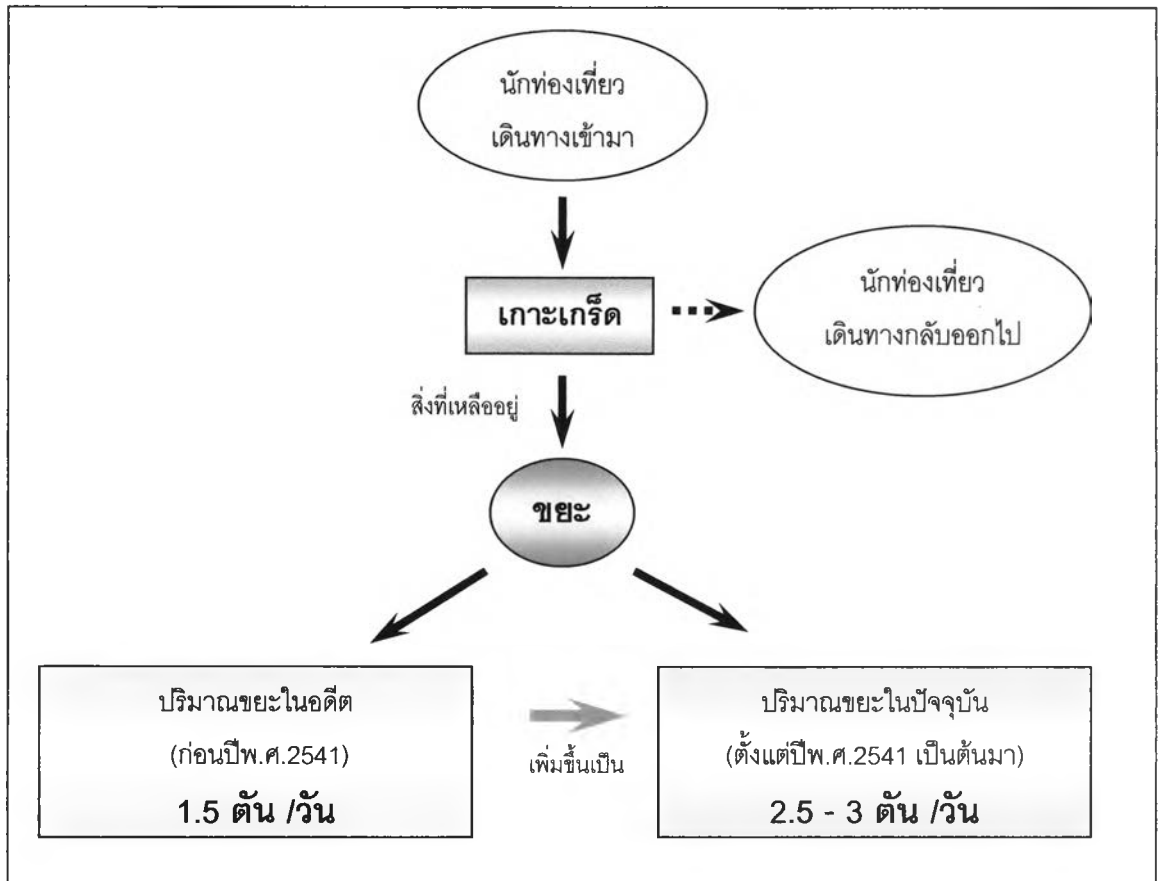 นักท่องเที่ยว
เดินทางเข้ามา
เกาะเกร็ด
นักท่องเที่ยว
เดินทางกลับออกไป
สิ่งที่เหลืออยู่
ขยะ
ปริมาณขยะในอดีต
(ก่อนปีพ.ศ.2541)
1.5 ตัน /วัน
เพิ่มขึ้นเป็น
ปริมาณขยะในปัจจุบัน
(ตั้งแต่ปีพ.ศ.2541 เป็นต้นมา)
2.5 - 3 ตัน /วัน